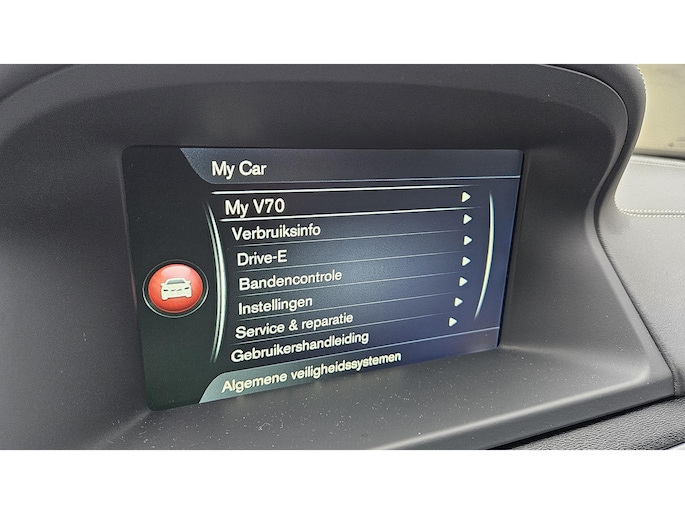 My Car
My V70
Verbruiksinfo
Drive-E
Bandencontrole
Instellingen
Service & reparatie
Gebruikershandleiding
Algemene veiligheidssystemen